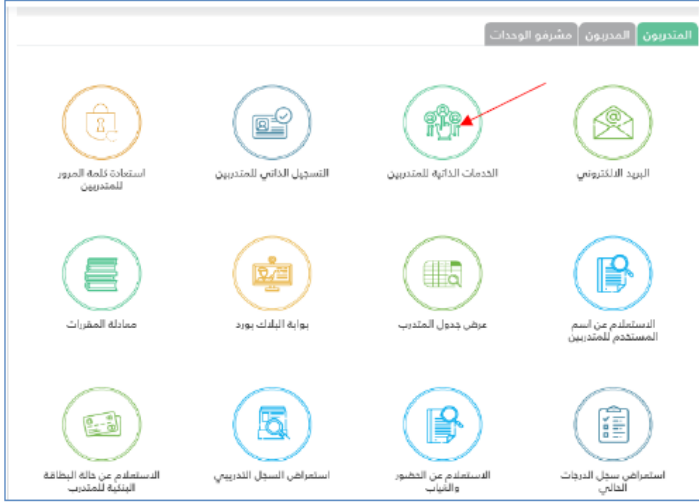 المتدربون المدربون مشرفو الوحدات
البريد الالكتروني
الخدمات الذاتية للمتدربين
التسجيل الذاتي للمتدربين
استعادة كلمة المرور
للمتدربين
الاستعلام عن اسم
المستخدم للمتدربين
عرض جدول المتدرب
بوابة البلاك بورد
معادلة المقررات
استعراض سجل الدرجات
الحالي
الاستعلام عن الحضور
والغياب
استعراض السجل التدريبي
الاستعلام عن حالة البطاقة
البنكية للمتدرب